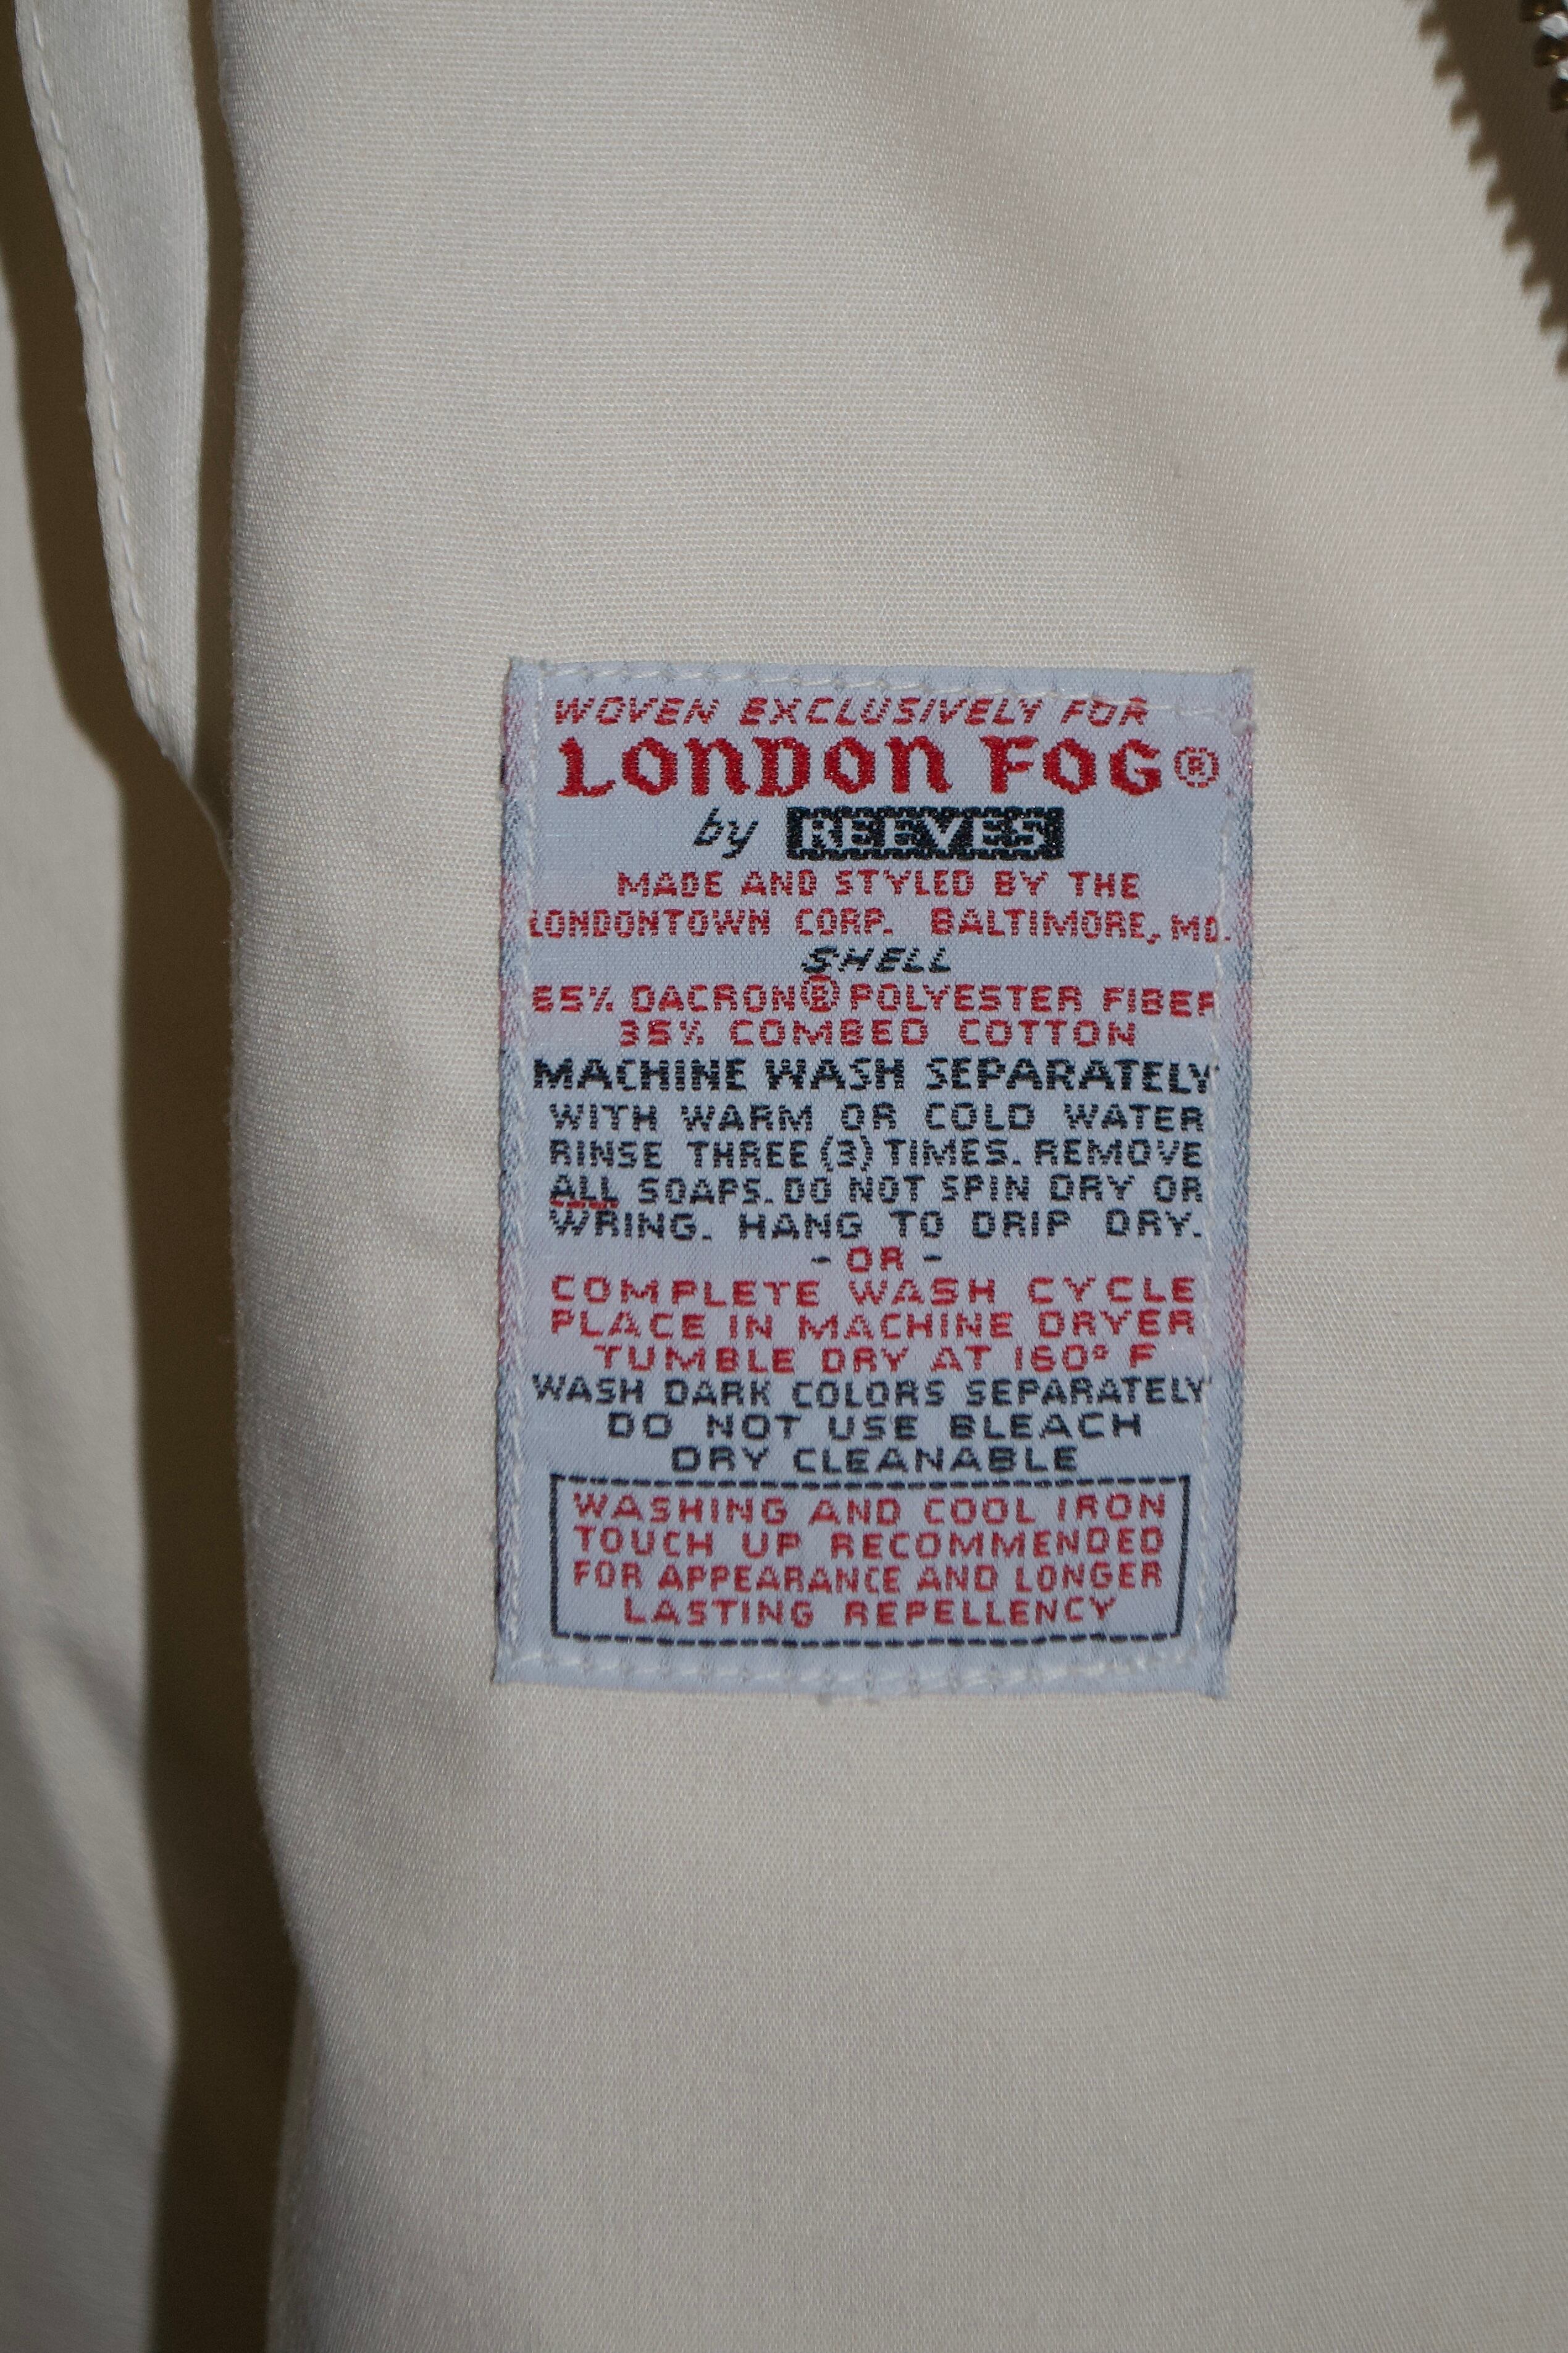 WOVEN EXCLUSIVELY FOR
LONDON FOG®
by REEVES
MADE AND STYLED BY THE
LONDONTOWN CORP. BALTIMORE, MD.
SHELL
65% DACRON® POLYESTER FIBER
35% COMBED COTTON
MACHINE WASH SEPARATELY
WITH WARM OR COLD WATER
RINSE THREE (3) TIMES. REMOVE
ALL SOAPS. DO NOT SPIN DRY OR
WRING. HANG TO DRIP DRY.
- OR -
COMPLETE WASH CYCLE
PLACE IN MACHINE DRYER
TUMBLE DRY AT 160° F
WASH DARK COLORS SEPARATELY
DO NOT USE BLEACH
DRY CLEANABLE
WASHING AND COOL IRON
TOUCH UP RECOMMENDED
FOR APPEARANCE AND LONGER
LASTING REPELLENCY